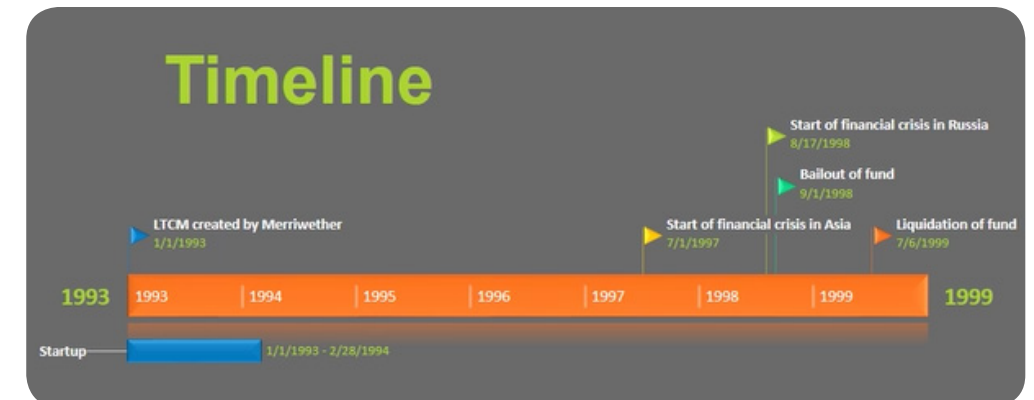 Timeline
Start of financial crisis in Russia
8/17/1998
Bailout of fund
9/1/1998
LTCM created by Merriwether
1/1/1993
Start of financial crisis in Asia
7/1/1997
Liquidation of fund
7/6/1999
1993 1993 1994 1995 1996 1997 1998 1999 1999
Startup 1/1/1993 - 2/28/1994